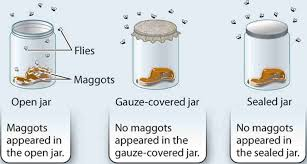 Flies
Maggots
Open jar
Gauze-covered jar
Sealed jar
Maggots
appeared in
the open jar.
No maggots
appeared in the
gauze-covered jar.
No maggots
appeared in
the sealed jar.